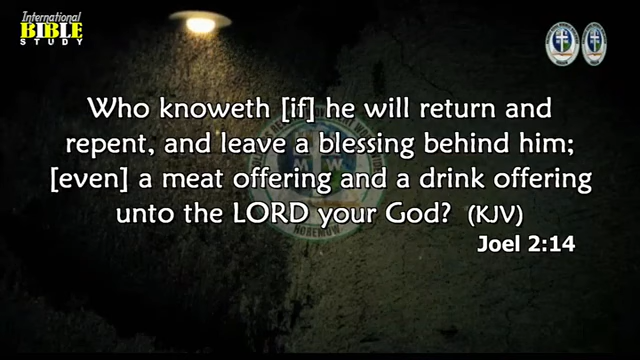 International
BIBLE
STUDY
Who knoweth [if] he will return and
repent, and leave a blessing behind him;
[even] a meat offering and a drink offering
unto the LORD your God? (KJV)
Joel 2:14
M W
NOREMOW